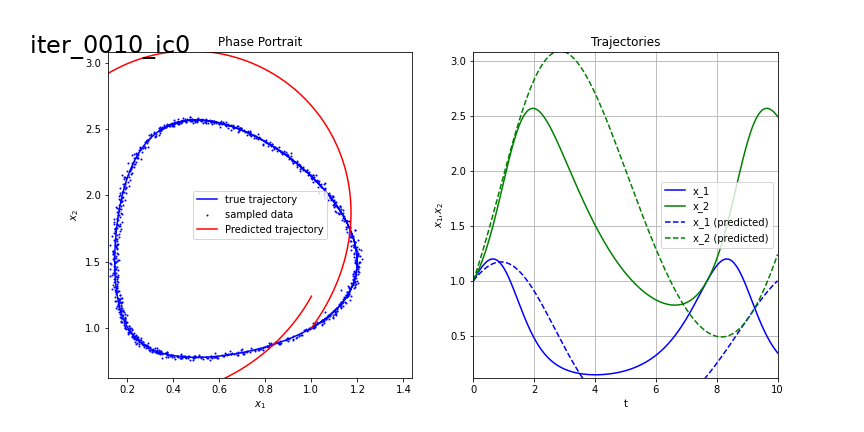 iter_0010_ic0
Phase Portrait
3.0
2.5
2.0
1.5
1.0
x_2
true trajectory
sampled data
Predicted trajectory
0.2 0.4 0.6 0.8 1.0 1.2 1.4
x_1
Trajectories
3.0
2.5
2.0
1.5
1.0
0.5
x_1,x_2
x_1
x_2
x_1 (predicted)
x_2 (predicted)
0 2 4 6 8 10
t